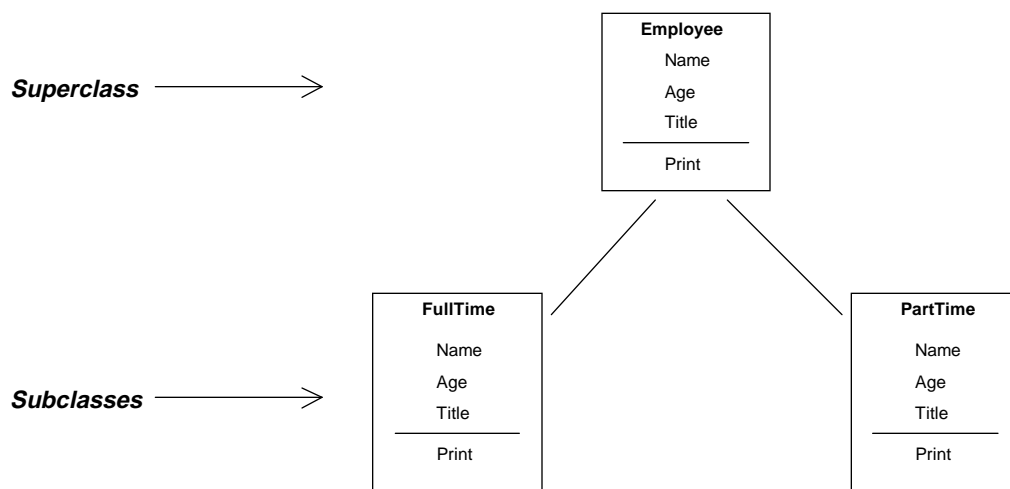 Employee
Name
Superclass
Age
Title
Print
FullTime
Name
Age
Title
Print
PartTime
Name
Age
Title
Print
Subclasses